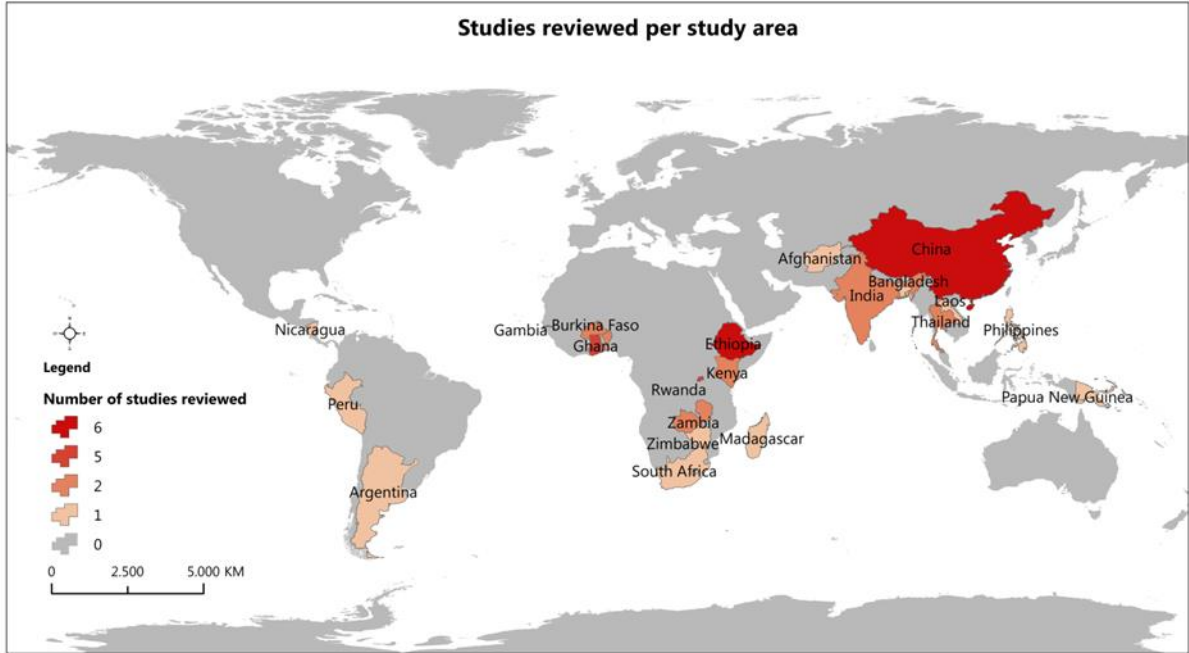 Studies reviewed per study area
China
Afghanistan
Bangladesh
India
Laos
Nicaragua
Gambia
Burkina Faso
Thailand
Philippines
Ghana
Ethiopia
Kenya
Rwanda
Papua New Guinea
Peru
Zambia
Zimbabwe
Madagascar
South Africa
Argentina
Legend
Number of studies reviewed
6
5
2
1
0
0 2.500 5.000 KM